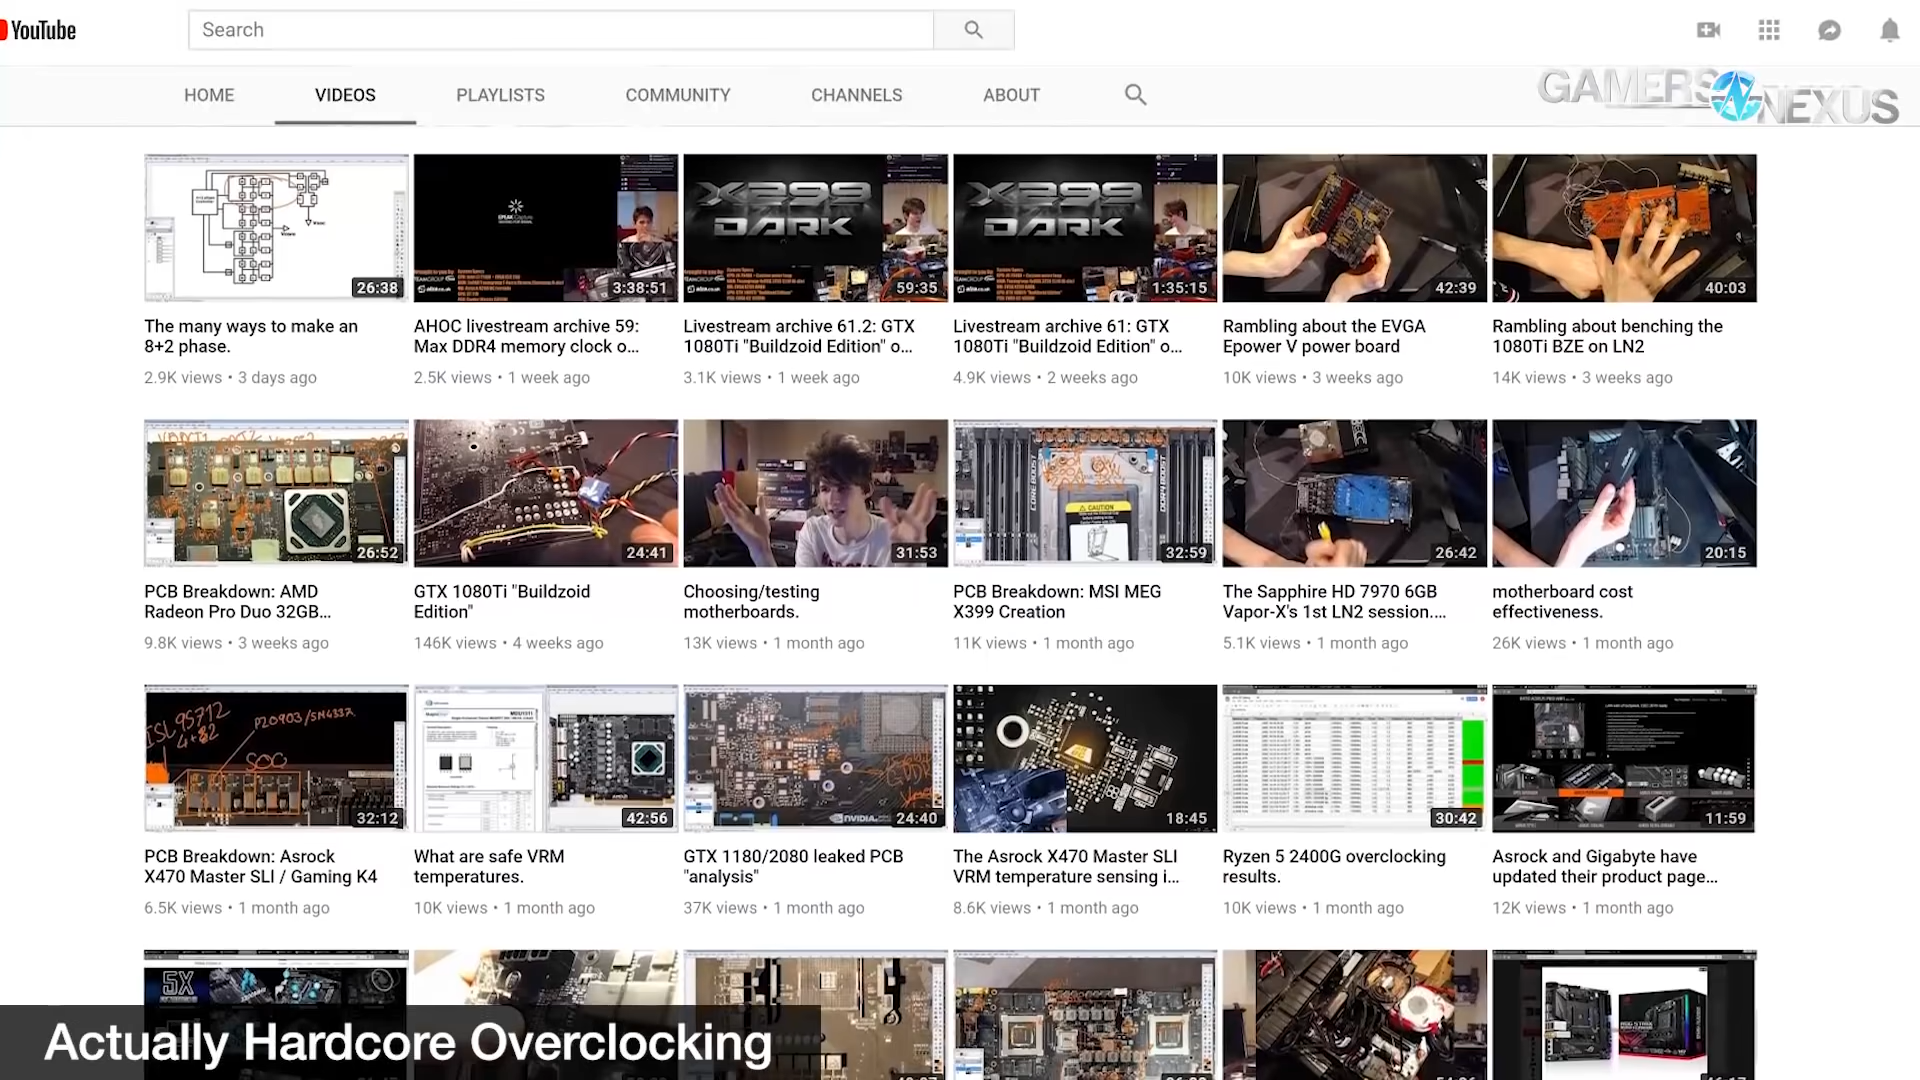 YouTube
Search
HOME
VIDEOS
PLAYLISTS
COMMUNITY
CHANNELS
ABOUT
GAMERS NEXUS
X299
DARK
X299
DARK
26:38
3:38:51
59:35
1:35:15
42:39
40:03
The many ways to make an
8+2 phase.
2.9K views • 3 days ago
AHOC livestream archive 59:
Max DDR4 memory clock o...
2.5K views • 1 week ago
Livestream archive 61.2: GTX
1080Ti "Buildzoid Edition" o...
3.1K views • 1 week ago
Livestream archive 61: GTX
1080Ti "Buildzoid Edition" o...
4.9K views • 2 weeks ago
Rambling about the EVGA
Epower V power board
10K views • 3 weeks ago
Rambling about benching the
1080Ti BZE on LN2
14K views • 3 weeks ago
CAUTION
26:52
24:41
31:53
32:59
26:42
20:15
PCB Breakdown: AMD
Radeon Pro Duo 32GB...
9.8K views • 3 weeks ago
GTX 1080Ti "Buildzoid
Edition"
146K views • 4 weeks ago
Choosing/testing
motherboards.
13K views • 1 month ago
PCB Breakdown: MSI MEG
X399 Creation
11K views • 1 month ago
The Sapphire HD 7970 6GB
Vapor-X's 1st LN2 session....
5.1K views • 1 month ago
motherboard cost
effectiveness.
26K views • 1 month ago
ISL95712
4+2
SOC
NVIDIA
32:12
42:56
24:40
18:45
30:42
11:59
PCB Breakdown: Asrock
X470 Master SLI / Gaming K4
6.5K views • 1 month ago
What are safe VRM
temperatures.
10K views • 1 month ago
GTX 1180/2080 leaked PCB
"analysis"
37K views • 1 month ago
The Asrock X470 Master SLI
VRM temperature sensing i...
8.6K views • 1 month ago
Ryzen 5 2400G overclocking
results.
10K views • 1 month ago
Asrock and Gigabyte have
updated their product page...
12K views • 1 month ago
5X
Actually Hardcore Overclocking